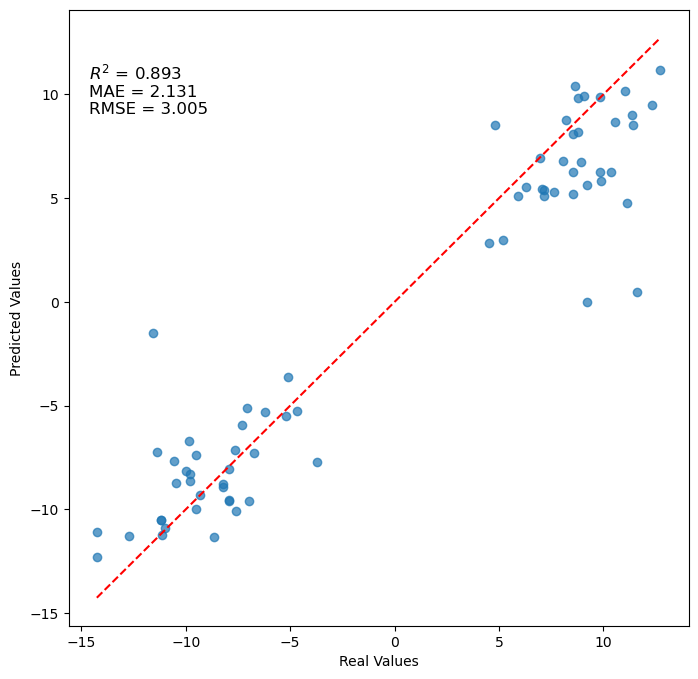 R² = 0.893
MAE = 2.131
RMSE = 3.005
10
5
0
−5
−10
−15
Predicted Values
−15 −10 −5 0 5 10
Real Values